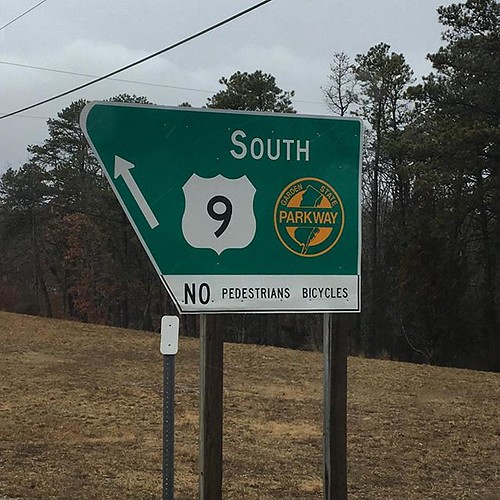 SOUTH
9
GARDEN STATE
PARKWAY
NO PEDESTRIANS BICYCLES